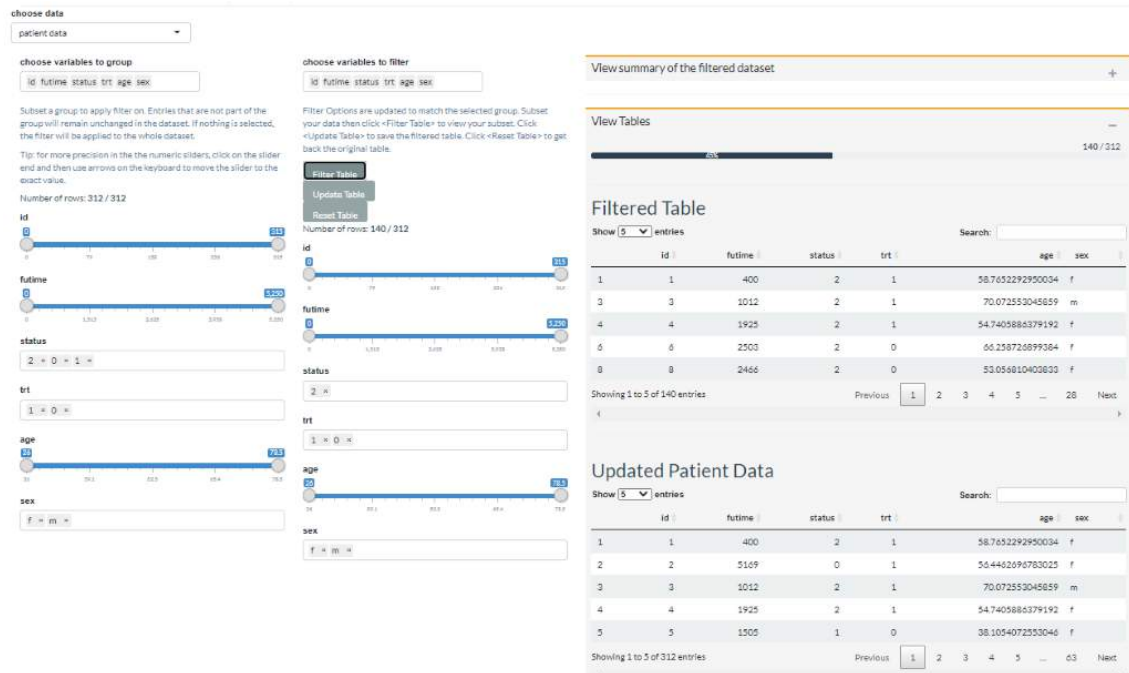 choose data
patient data
choose variables to group
id futime status trt age sex
Subset a group to apply filter on. Entries that are not part of the
group will remain unchanged in the dataset. If nothing is selected,
the filter will be applied to the whole dataset.
Tip: for more precision in the the numeric sliders, click on the slider
end and then use arrows on the keyboard to move the slider to the
exact value.
Number of rows: 312 / 312
id
0
futime
0
5,250
status
2 × 0 × 1 ×
trt
1 × 0 ×
age
26
78.5
sex
f × m ×
choose variables to filter
id futime status trt age sex
Filter Options are updated to match the selected group. Subset
your data then click <Filter Table> to view your subset. Click
<Update Table> to save the filtered table. Click <Reset Table> to get
back the original table.
Filter Table
Update Table
Reset Table
Number of rows: 140 / 312
id
0
futime
0
5,250
status
2 ×
trt
1 × 0 ×
age
26
78.5
sex
f × m ×
View summary of the filtered dataset
+
View Tables
140 / 312
45%
Filtered Table
Show 5 entries Search:
id futime status trt age sex
1 1 400 2 1 58.7652292950034 f
3 3 1012 2 1 70.072553045859 m
4 4 1925 2 1 54.7405886379192 f
6 6 2503 2 0 66.258726899384 f
8 8 2466 2 0 53.056810403833 f
Showing 1 to 5 of 140 entries Previous 1 2 3 4 5 … 28 Next
Updated Patient Data
Show 5 entries Search:
id futime status trt age sex
1 1 400 2 1 58.7652292950034 f
2 2 5169 0 1 56.4462696783025 f
3 3 1012 2 1 70.072553045859 m
4 4 1925 2 1 54.7405886379192 f
5 5 1505 1 0 38.1054072553046 f
Showing 1 to 5 of 312 entries Previous 1 2 3 4 5 … 63 Next